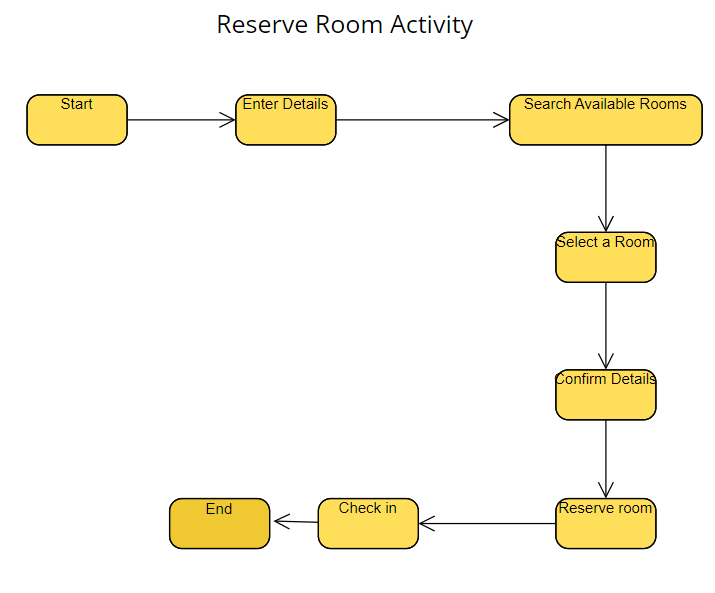 Reserve Room Activity
Start
Enter Details
Search Available Rooms
Select a Room
Confirm Details
Reserve room
Check in
End